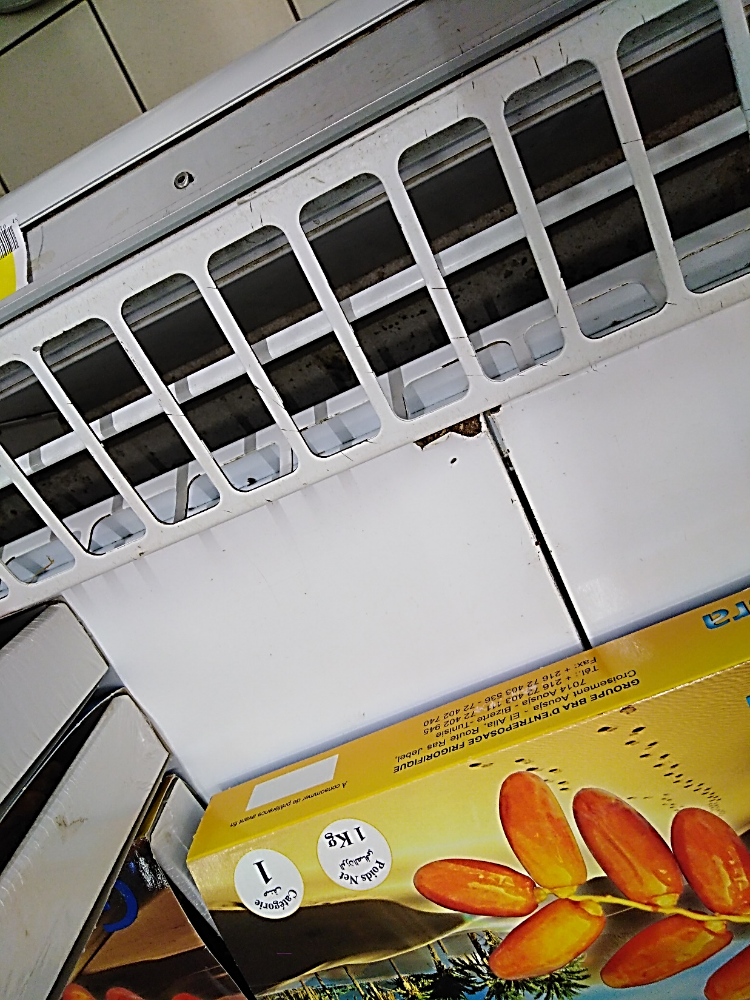 GROUPE BRA D'ENTREPOSAGE FRIGORIFIQUE
Croisement Aousja - El Alia, Route Ras Jebel,
7014 Aousja - Bizerte - Tunisie
Tél.: + 216 72 403 111 - 72 402 945
Fax: + 216 72 403 536 - 72 402 740
A consommer de préférence avant fin
1 Kg
الوزن الصافي
Poids Net
1
صنف
Catégorie